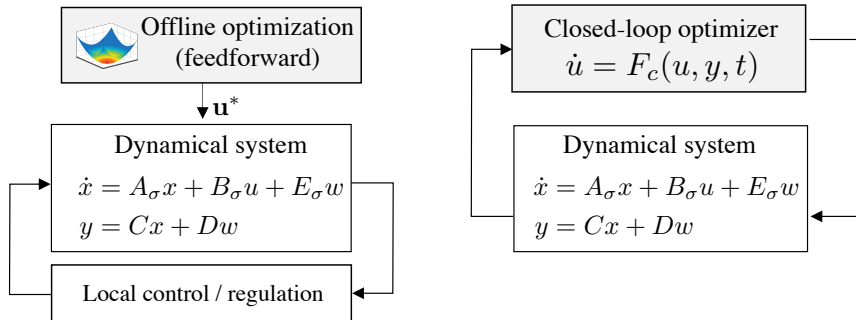 Offline optimization
(feedforward)
u*
Dynamical system
ẋ = A_σx + B_σu + E_σw
y = Cx + Dw
Local control / regulation
Closed-loop optimizer
u̇ = F_c(u, y, t)
Dynamical system
ẋ = A_σx + B_σu + E_σw
y = Cx + Dw